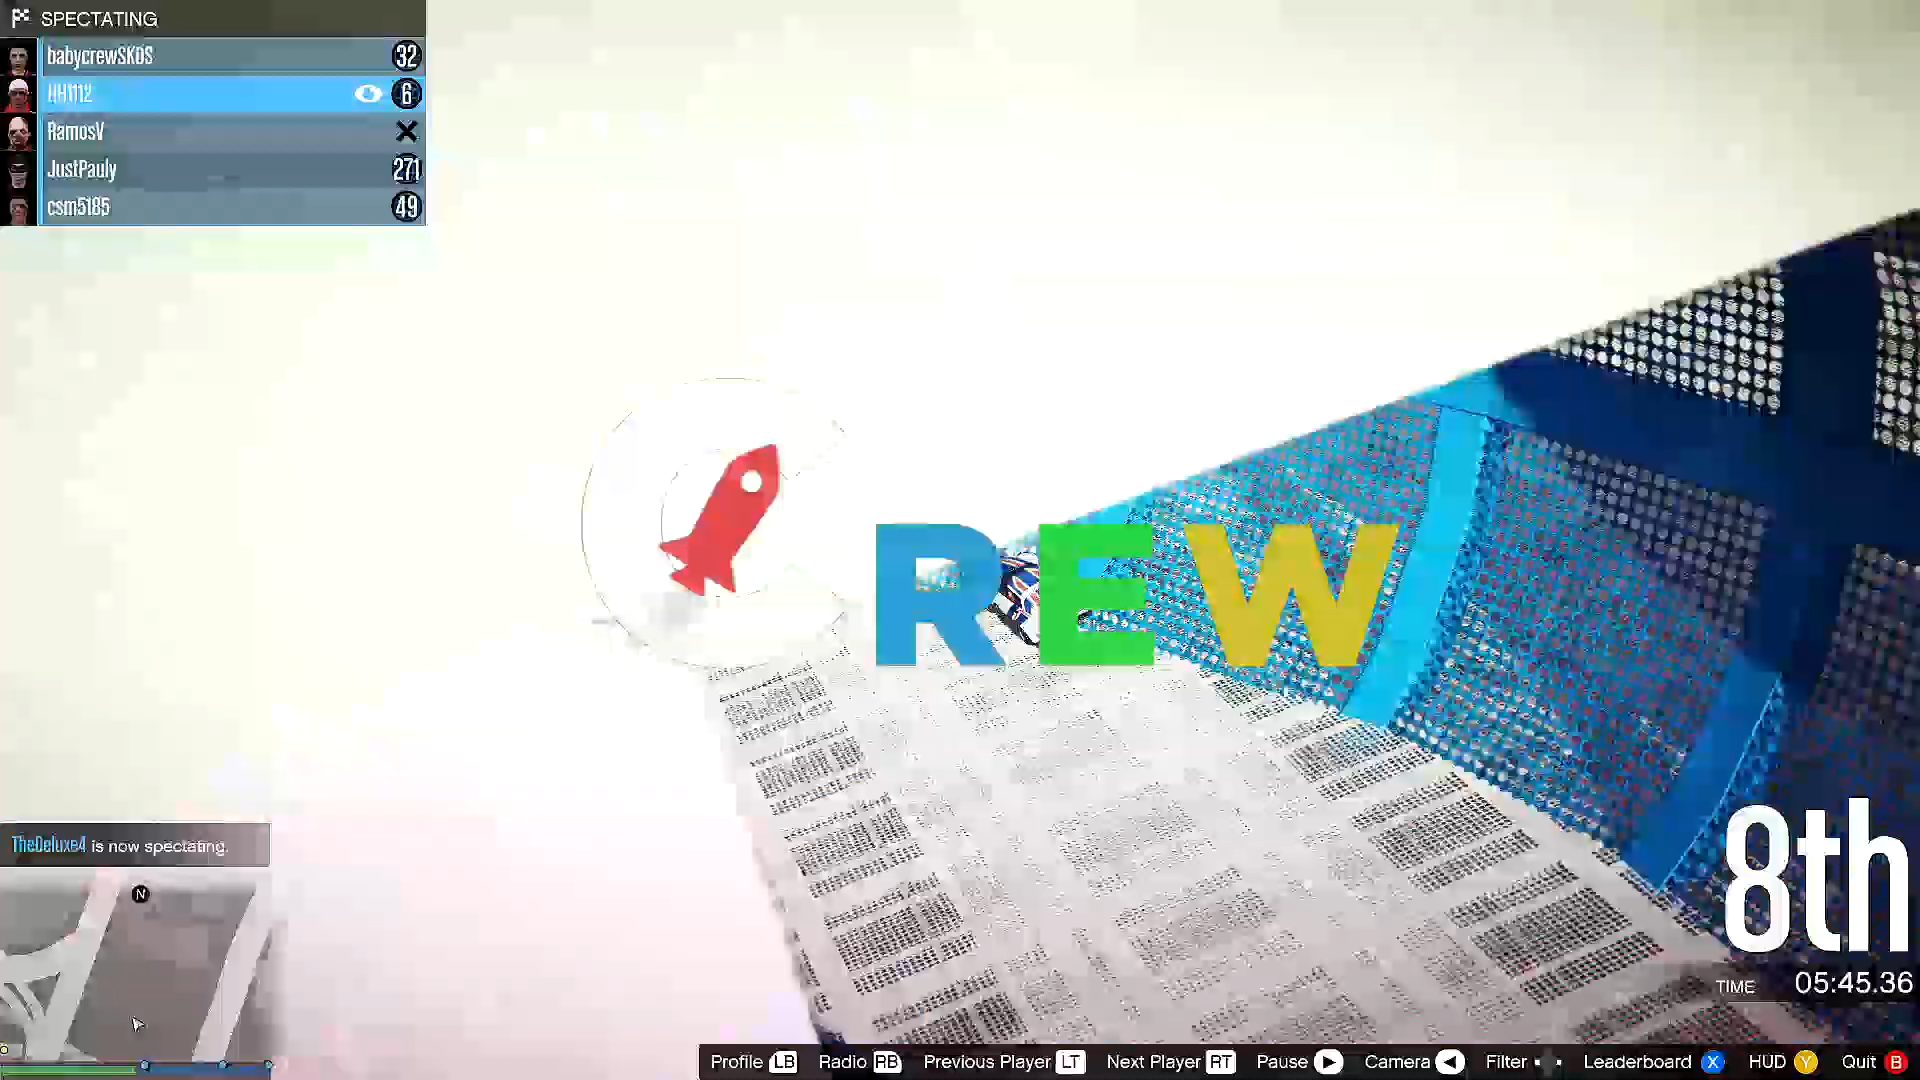 SPECTATING
babycrewSKDS 32
HH1112 6
RamosV
JustPauly 271
csm5185 49
REW
TheDeluxe4 is now spectating.
N
8th
TIME 05:45.36
Profile LB Radio RB Previous Player LT Next Player RT Pause Camera Filter Leaderboard X HUD Y Quit B